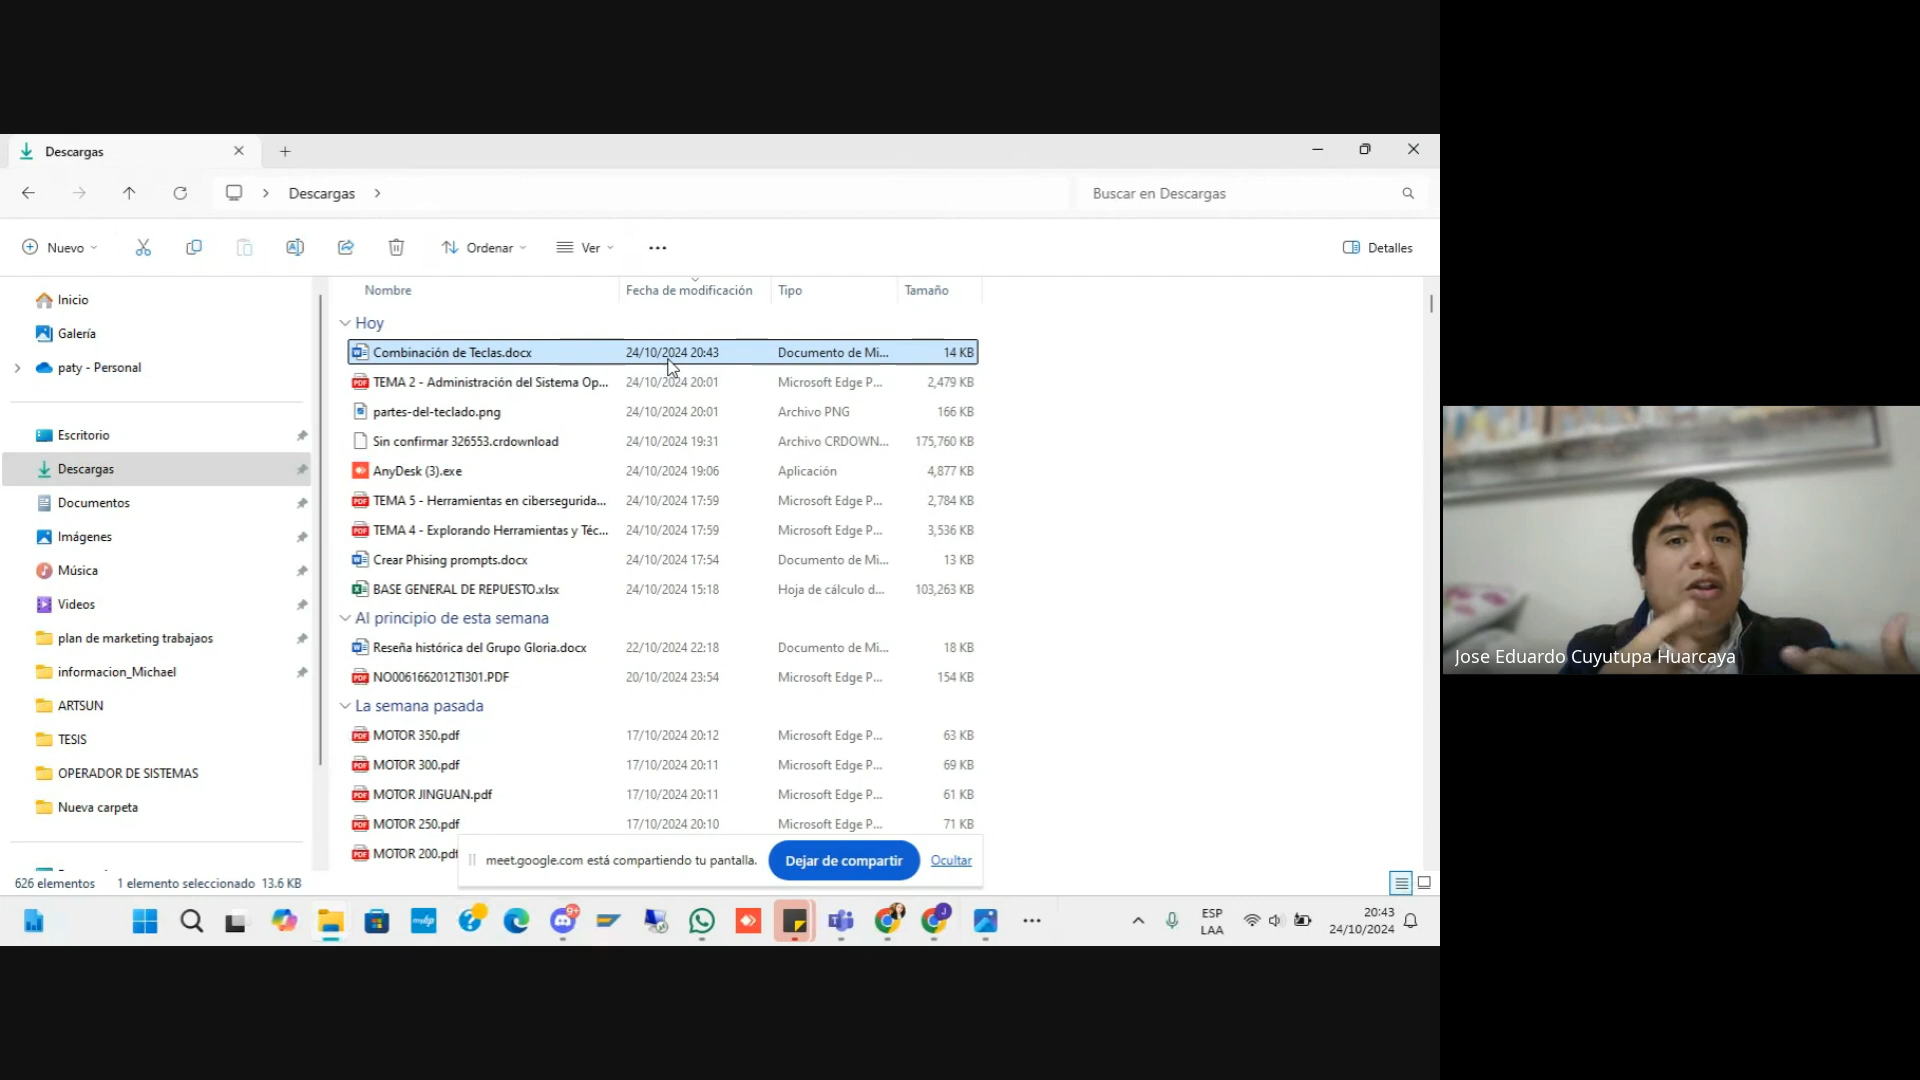 Descargas
Descargas
Buscar en Descargas
Nuevo
Ordenar
Ver
Detalles
Inicio
Galería
paty - Personal
Escritorio
Descargas
Documentos
Imágenes
Música
Videos
plan de marketing trabajaos
informacion_Michael
ARTSUN
TESIS
OPERADOR DE SISTEMAS
Nueva carpeta
Nombre Fecha de modificación Tipo Tamaño
Hoy
Combinación de Teclas.docx 24/10/2024 20:43 Documento de Mi... 14 KB
TEMA 2 - Administración del Sistema Op... 24/10/2024 20:01 Microsoft Edge P... 2,479 KB
partes-del-teclado.png 24/10/2024 20:01 Archivo PNG 166 KB
Sin confirmar 326553.crdownload 24/10/2024 19:31 Archivo CRDOWN... 175,760 KB
AnyDesk (3).exe 24/10/2024 19:06 Aplicación 4,877 KB
TEMA 5 - Herramientas en cibersegurida... 24/10/2024 17:59 Microsoft Edge P... 2,784 KB
TEMA 4 - Explorando Herramientas y Téc... 24/10/2024 17:59 Microsoft Edge P... 3,536 KB
Crear Phising prompts.docx 24/10/2024 17:54 Documento de Mi... 13 KB
BASE GENERAL DE REPUESTO.xlsx 24/10/2024 15:18 Hoja de cálculo d... 103,263 KB
Al principio de esta semana
Reseña histórica del Grupo Gloria.docx 22/10/2024 22:18 Documento de Mi... 18 KB
NO0061662012TI301.PDF 20/10/2024 23:54 Microsoft Edge P... 154 KB
La semana pasada
MOTOR 350.pdf 17/10/2024 20:12 Microsoft Edge P... 63 KB
MOTOR 300.pdf 17/10/2024 20:11 Microsoft Edge P... 69 KB
MOTOR JINGUAN.pdf 17/10/2024 20:11 Microsoft Edge P... 61 KB
MOTOR 250.pdf 17/10/2024 20:10 Microsoft Edge P... 71 KB
MOTOR 200.pdf
meet.google.com está compartiendo tu pantalla. Dejar de compartir Ocultar
626 elementos 1 elemento seleccionado 13.6 KB
ESP
LAA
20:43
24/10/2024
Jose Eduardo Cuyutupa Huarcaya